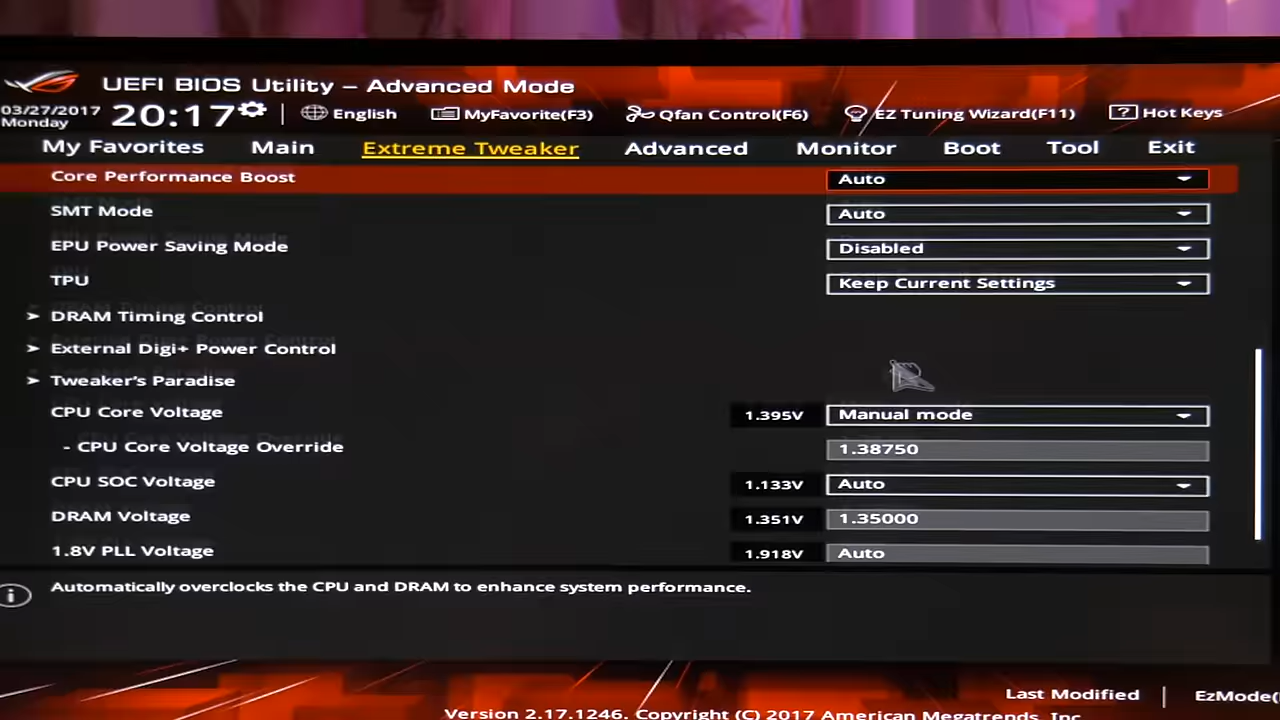 UEFI BIOS Utility – Advanced Mode
03/27/2017
Monday
20:17
English
MyFavorite(F3)
Qfan Control(F6)
EZ Tuning Wizard(F11)
? Hot Keys
My Favorites Main Extreme Tweaker Advanced Monitor Boot Tool Exit
Core Performance Boost Auto
SMT Mode Auto
EPU Power Saving Mode Disabled
TPU Keep Current Settings
> DRAM Timing Control
> External Digi+ Power Control
> Tweaker's Paradise
CPU Core Voltage 1.395V Manual mode
- CPU Core Voltage Override 1.38750
CPU SOC Voltage 1.133V Auto
DRAM Voltage 1.351V 1.35000
1.8V PLL Voltage 1.918V Auto
i Automatically overclocks the CPU and DRAM to enhance system performance.
Last Modified | EzMode(
Version 2.17.1246. Copyright (C) 2017 American Megatrends, Inc